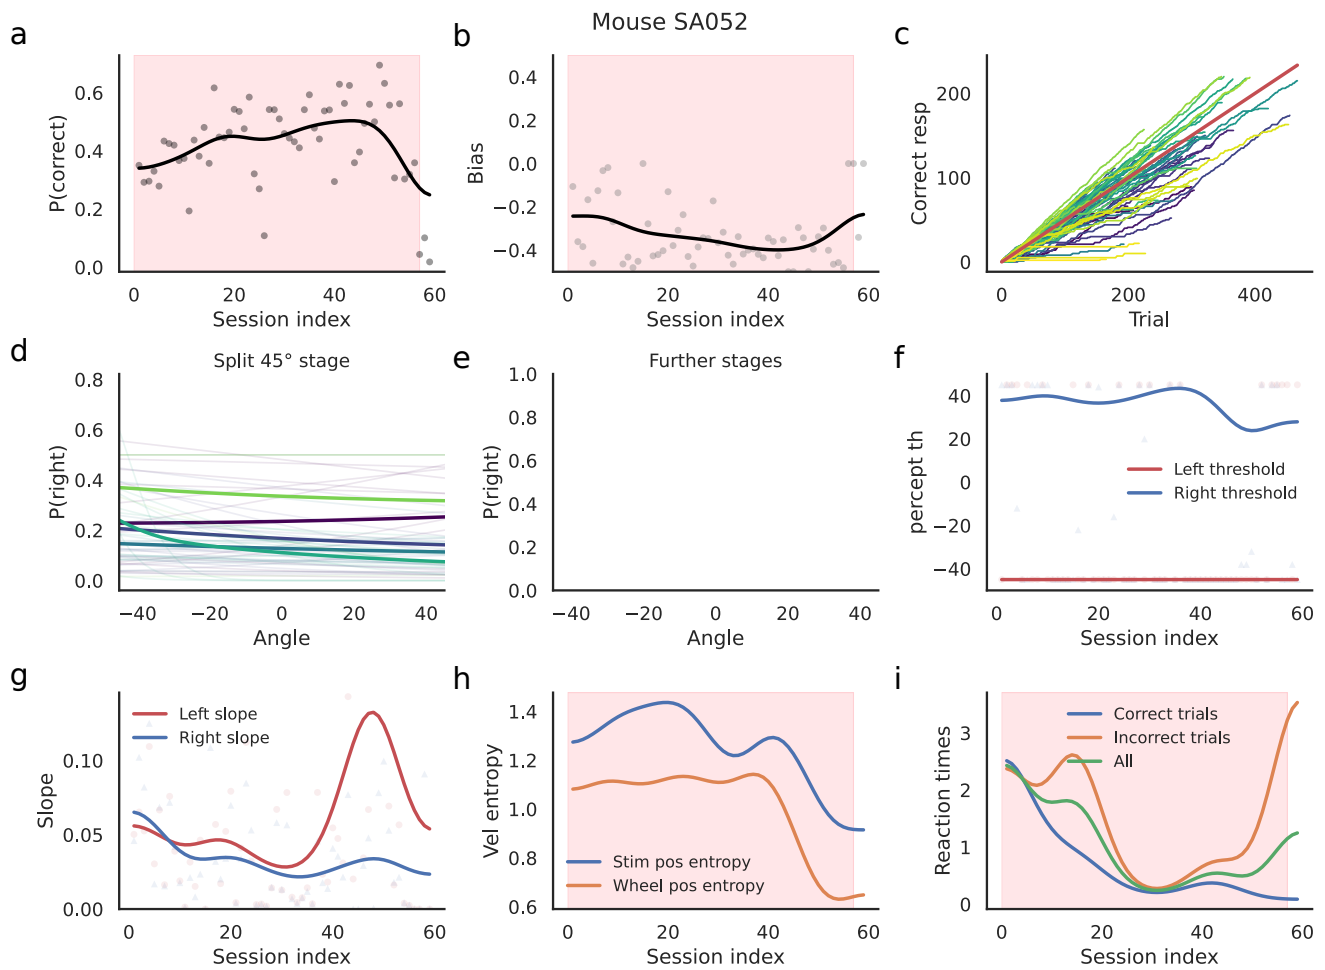 Mouse SA052
a
P(correct)
0.6
0.4
0.2
0.0
0
20
40
60
Session index
b
Bias
0.4
0.2
0.0
−0.2
−0.4
0
20
40
60
Session index
c
Correct resp
200
100
0
0
200
400
Trial
d
Split 45° stage
P(right)
0.8
0.6
0.4
0.2
0.0
−40
−20
0
20
40
Angle
e
Further stages
P(right)
1.0
0.8
0.6
0.4
0.2
0.0
−40
−20
0
20
40
Angle
f
percept th
40
20
0
−20
−40
Left threshold
Right threshold
0
20
40
60
Session index
g
Slope
0.10
0.05
0.00
Left slope
Right slope
0
20
40
60
Session index
h
Vel entropy
1.4
1.2
1.0
0.8
0.6
Stim pos entropy
Wheel pos entropy
0
20
40
60
Session index
i
Reaction times
3
2
1
0
Correct trials
Incorrect trials
All
0
20
40
60
Session index